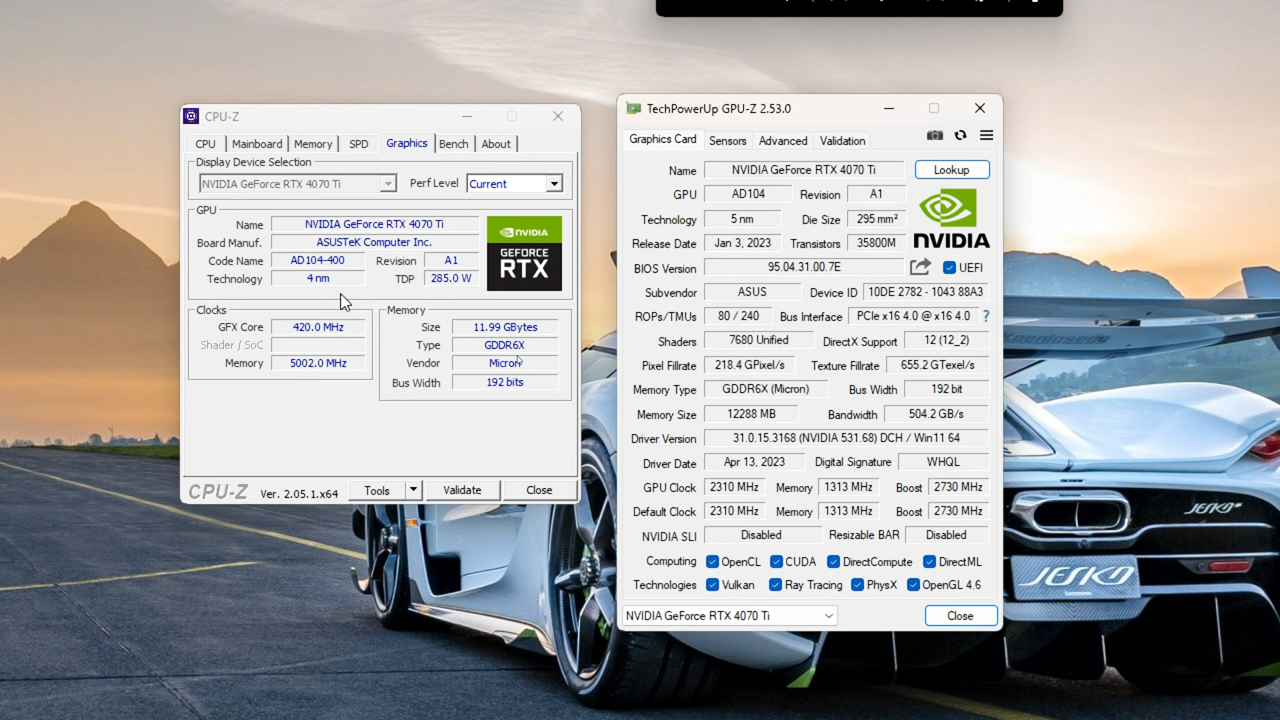 CPU-Z
CPU Mainboard Memory SPD Graphics Bench About
Display Device Selection
NVIDIA GeForce RTX 4070 Ti Perf Level Current
GPU
Name NVIDIA GeForce RTX 4070 Ti
Board Manuf. ASUSTeK Computer Inc.
Code Name AD104-400 Revision A1
Technology 4 nm TDP 285.0 W
NVIDIA
GEFORCE
RTX
Clocks
GFX Core 420.0 MHz
Shader / SoC
Memory 5002.0 MHz
Memory
Size 11.99 GBytes
Type GDDR6X
Vendor Micron
Bus Width 192 bits
CPU-Z Ver. 2.05.1.x64 Tools Validate Close
TechPowerUp GPU-Z 2.53.0
Graphics Card Sensors Advanced Validation
Name NVIDIA GeForce RTX 4070 Ti Lookup
GPU AD104 Revision A1
Technology 5 nm Die Size 295 mm²
Release Date Jan 3, 2023 Transistors 35800M
NVIDIA
BIOS Version 95.04.31.00.7E UEFI
Subvendor ASUS Device ID 10DE 2782 - 1043 88A3
ROPs/TMUs 80 / 240 Bus Interface PCIe x16 4.0 @ x16 4.0 ?
Shaders 7680 Unified DirectX Support 12 (12_2)
Pixel Fillrate 218.4 GPixel/s Texture Fillrate 655.2 GTexel/s
Memory Type GDDR6X (Micron) Bus Width 192 bit
Memory Size 12288 MB Bandwidth 504.2 GB/s
Driver Version 31.0.15.3168 (NVIDIA 531.68) DCH / Win11 64
Driver Date Apr 13, 2023 Digital Signature WHQL
GPU Clock 2310 MHz Memory 1313 MHz Boost 2730 MHz
Default Clock 2310 MHz Memory 1313 MHz Boost 2730 MHz
NVIDIA SLI Disabled Resizable BAR Disabled
Computing OpenCL CUDA DirectCompute DirectML
Technologies Vulkan Ray Tracing PhysX OpenGL 4.6
NVIDIA GeForce RTX 4070 Ti Close
Koenigsegg
JESKO
JESKO